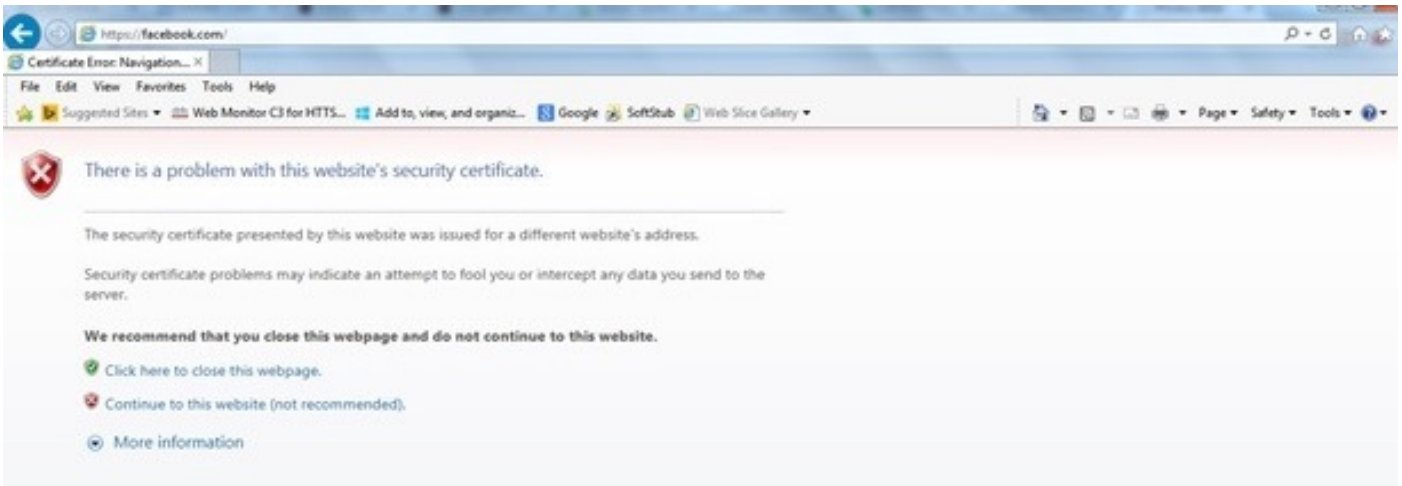 https://facebook.com/
Certificate Error: Navigation...
File Edit View Favorites Tools Help
Suggested Sites Web Monitor C3 for HTTS... Add to, view, and organiz... Google SoftStub Web Slice Gallery Page Safety Tools
There is a problem with this website's security certificate.
The security certificate presented by this website was issued for a different website's address.
Security certificate problems may indicate an attempt to fool you or intercept any data you send to the
server.
We recommend that you close this webpage and do not continue to this website.
Click here to close this webpage.
Continue to this website (not recommended).
More information